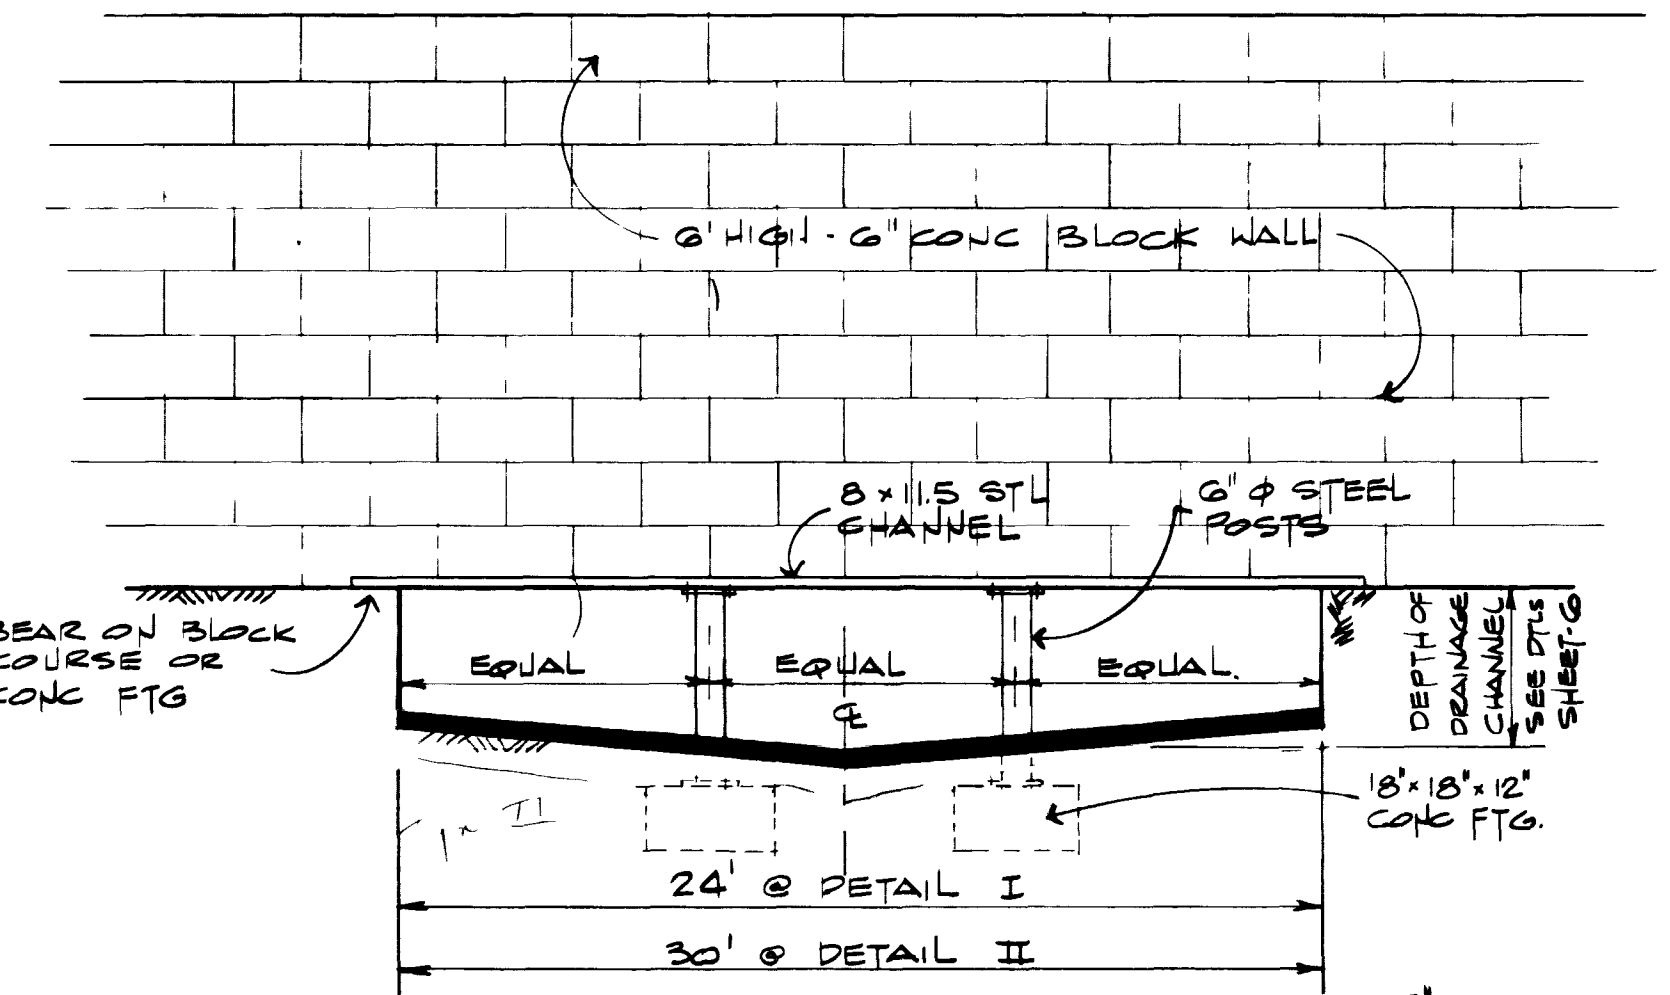 6' HIGH - 6" CONC BLOCK WALL
8 x 11.5 STL
CHANNEL
6" Φ STEEL
POSTS
BEAR ON BLOCK
COURSE OR
CONC FTG
EQUAL
EQUAL
EQUAL.
℄
DEPTH OF
DRAINAGE
CHANNEL
SEE DTLS
SHEET-6
18" x 18" x 12"
CONC FTG.
II
24' @ DETAIL I
30' @ DETAIL II